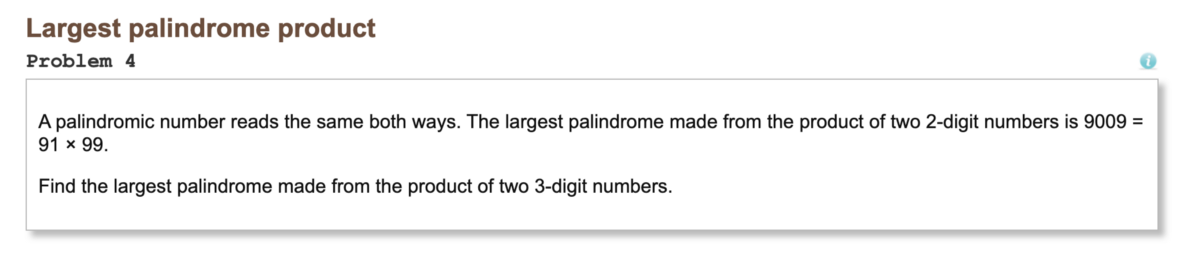 Largest palindrome product
Problem 4
i
A palindromic number reads the same both ways. The largest palindrome made from the product of two 2-digit numbers is 9009 =
91 × 99.
Find the largest palindrome made from the product of two 3-digit numbers.